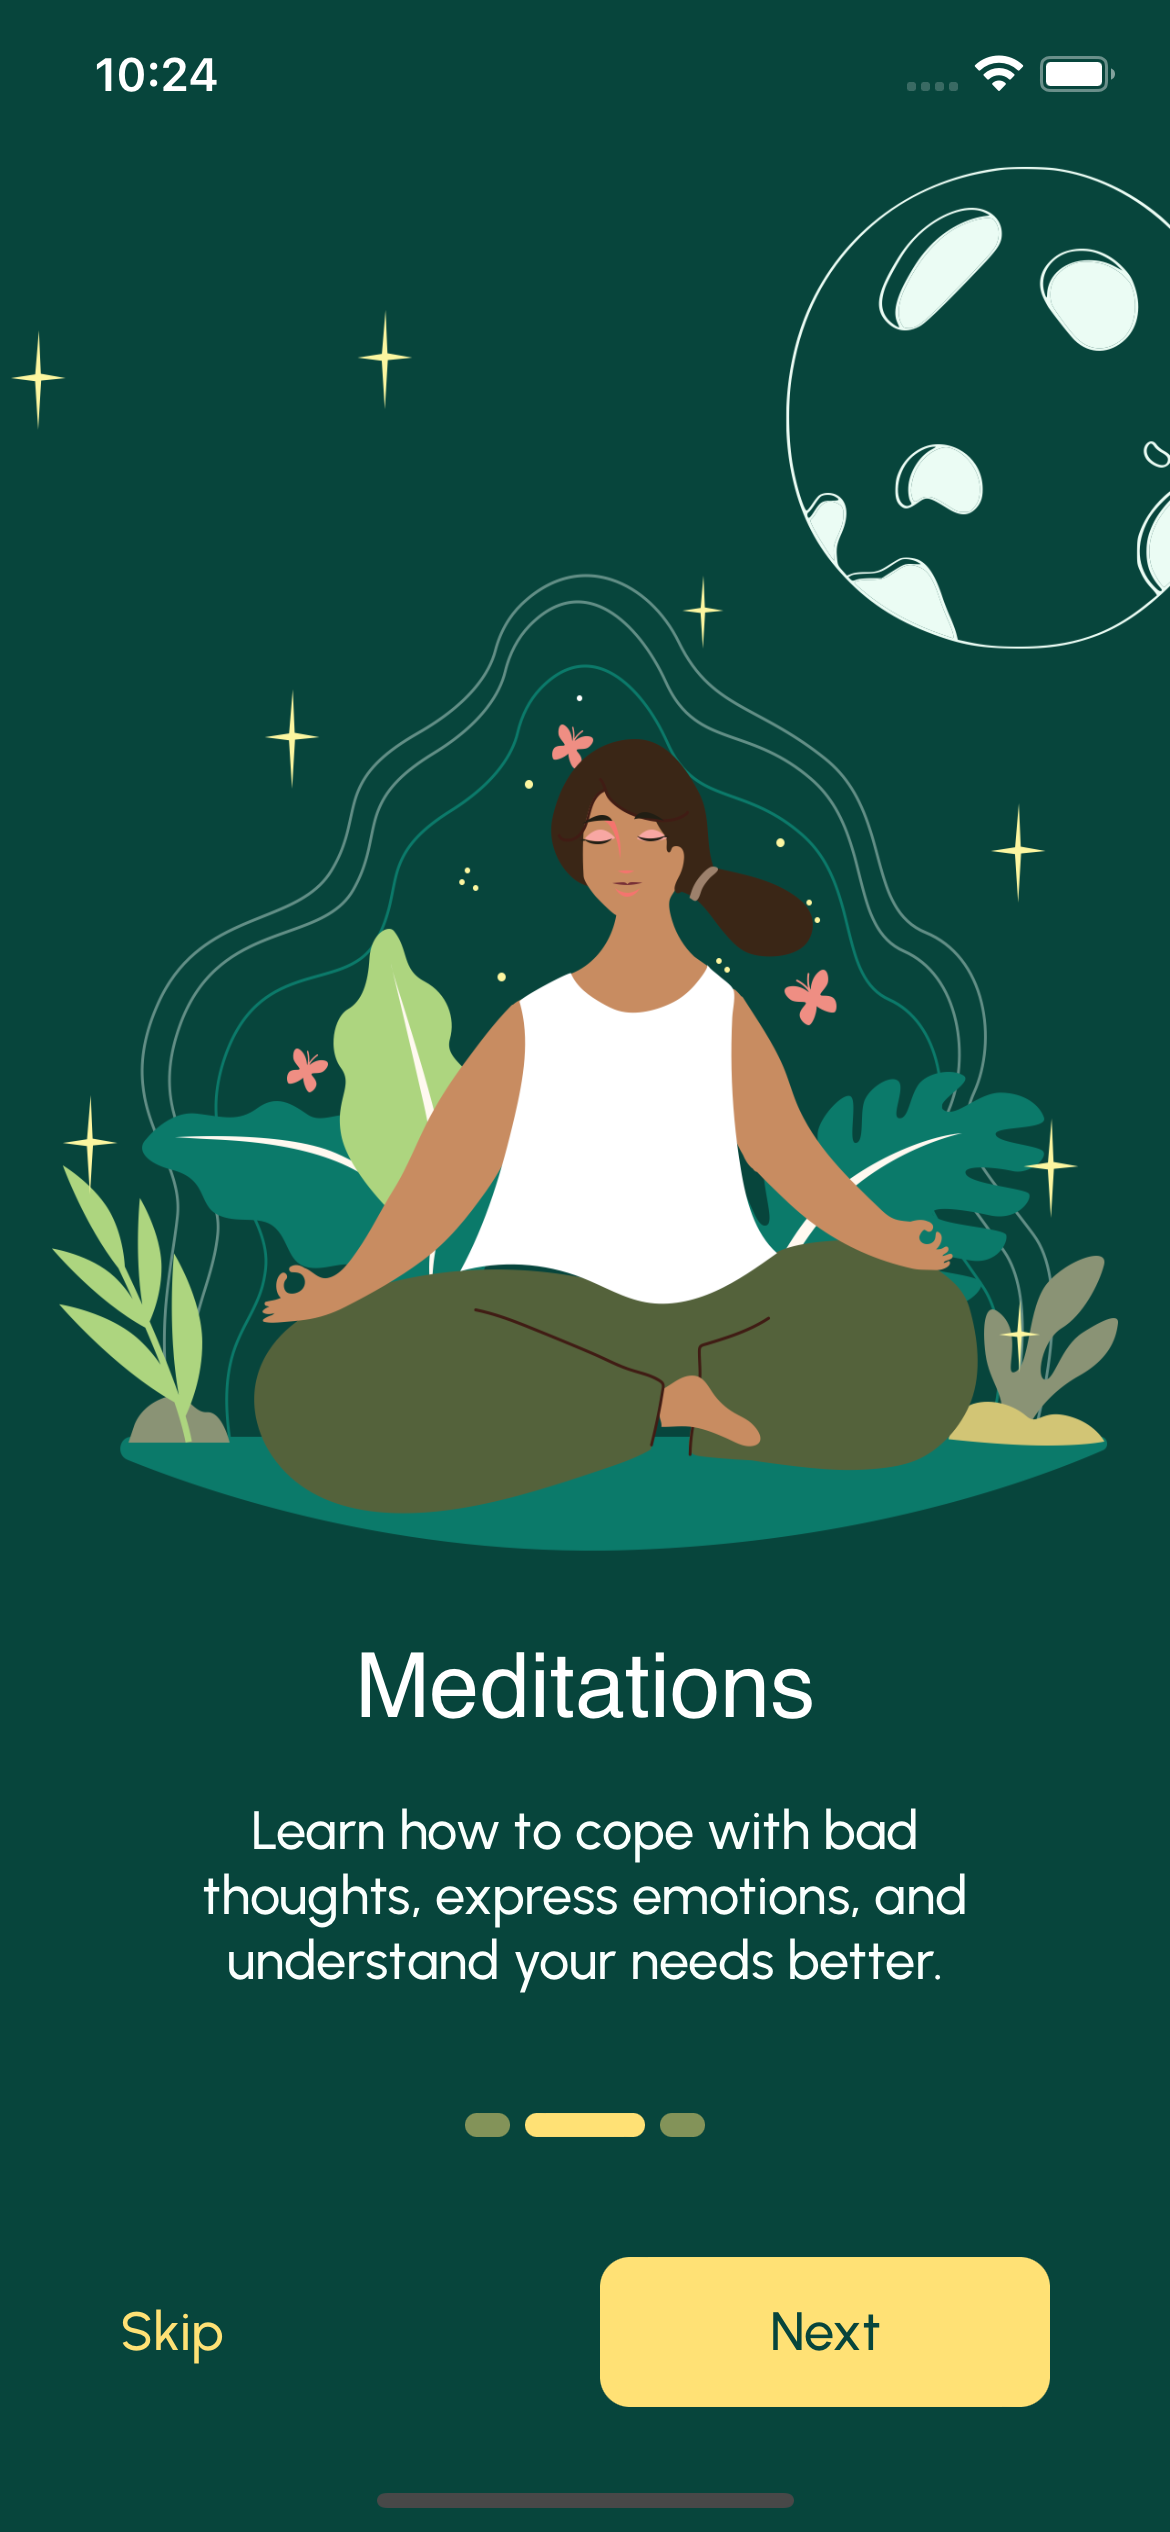 10:24
Meditations
Learn how to cope with bad
thoughts, express emotions, and
understand your needs better.
Skip
Next